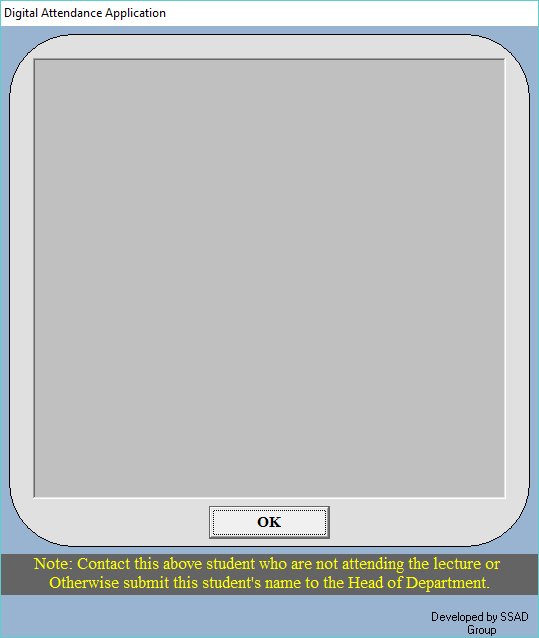 Digital Attendance Application
OK
Note: Contact this above student who are not attending the lecture or
Otherwise submit this student's name to the Head of Department.
Developed by SSAD
Group